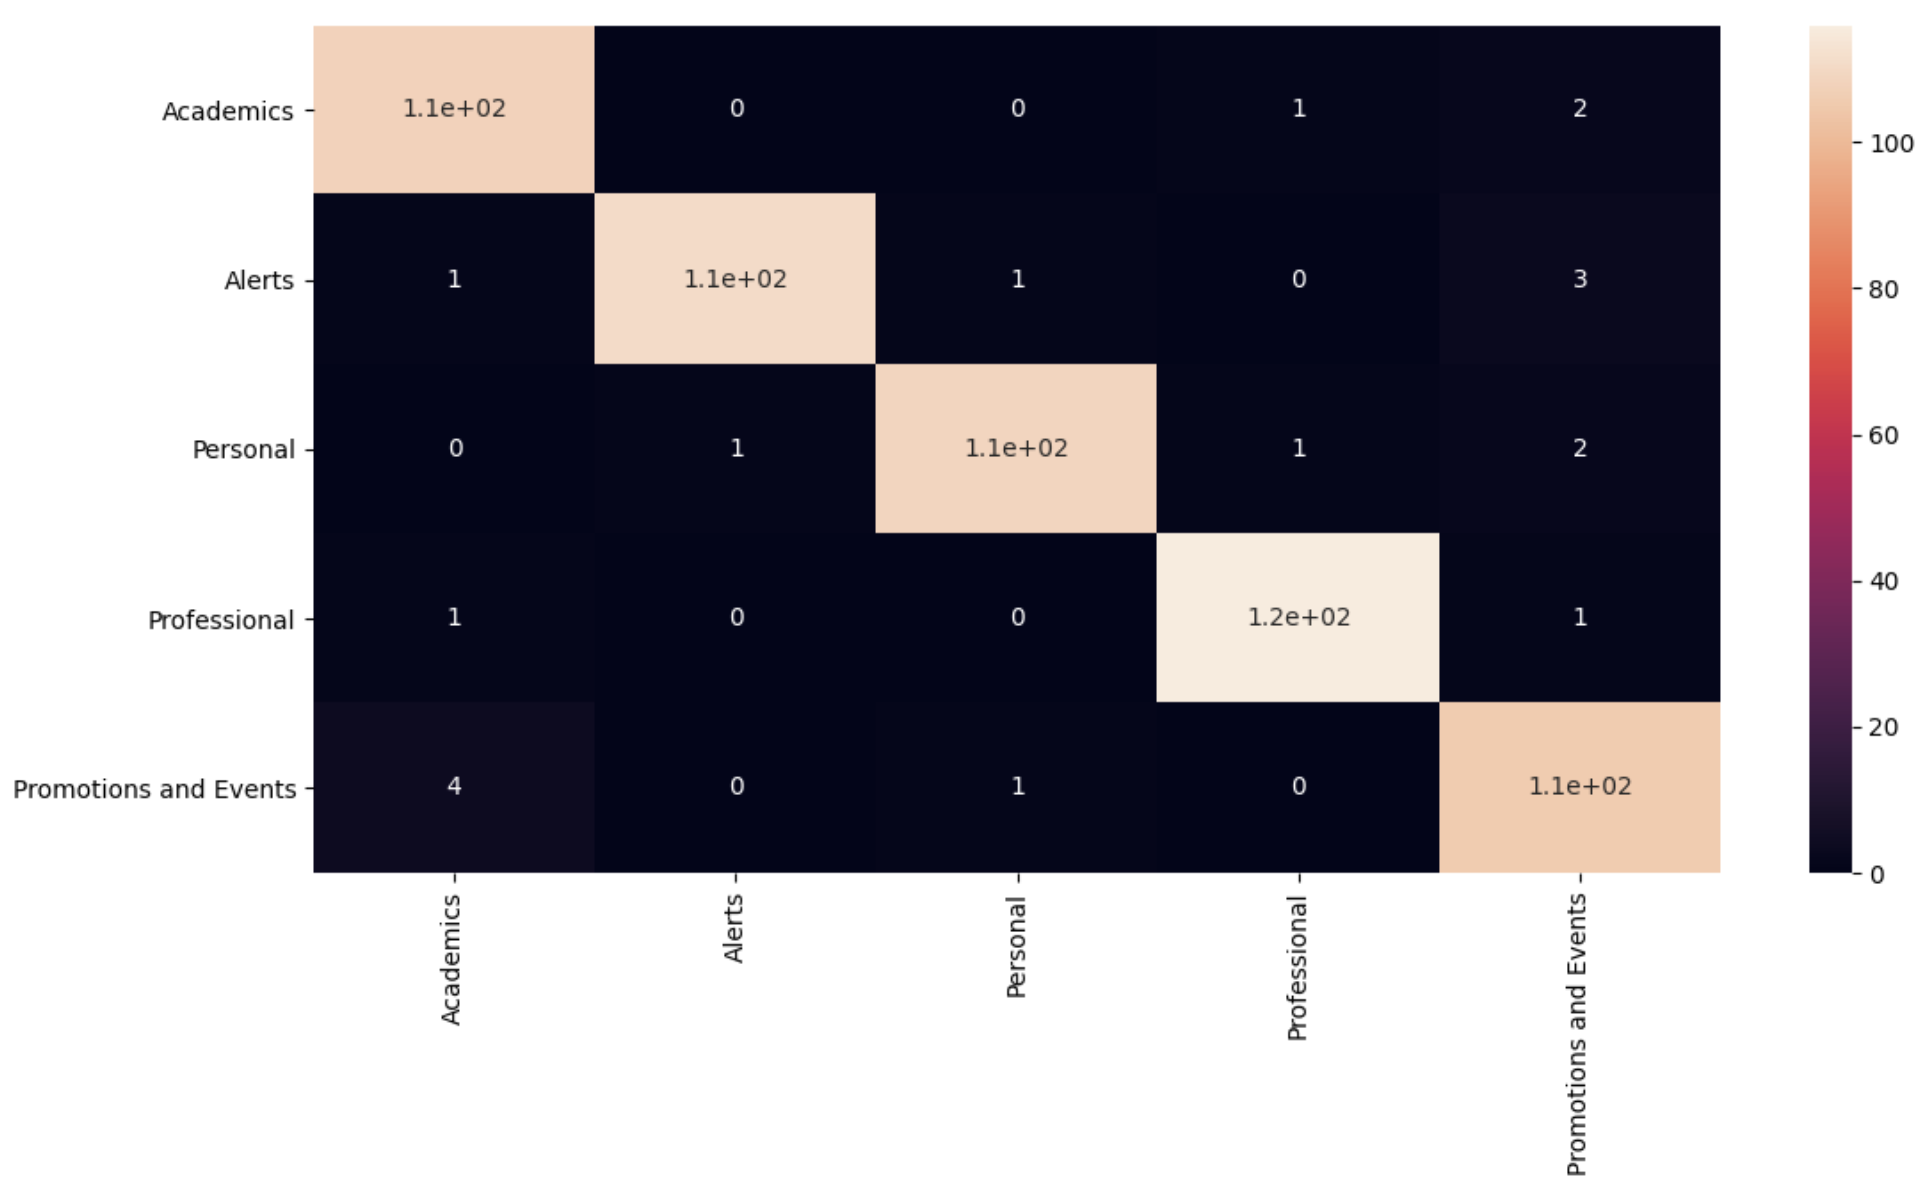 Academics 1.1e+02 0 0 1 2
Alerts 1 1.1e+02 1 0 3
Personal 0 1 1.1e+02 1 2
Professional 1 0 0 1.2e+02 1
Promotions and Events 4 0 1 0 1.1e+02
Academics
Alerts
Personal
Professional
Promotions and Events
100
80
60
40
20
0